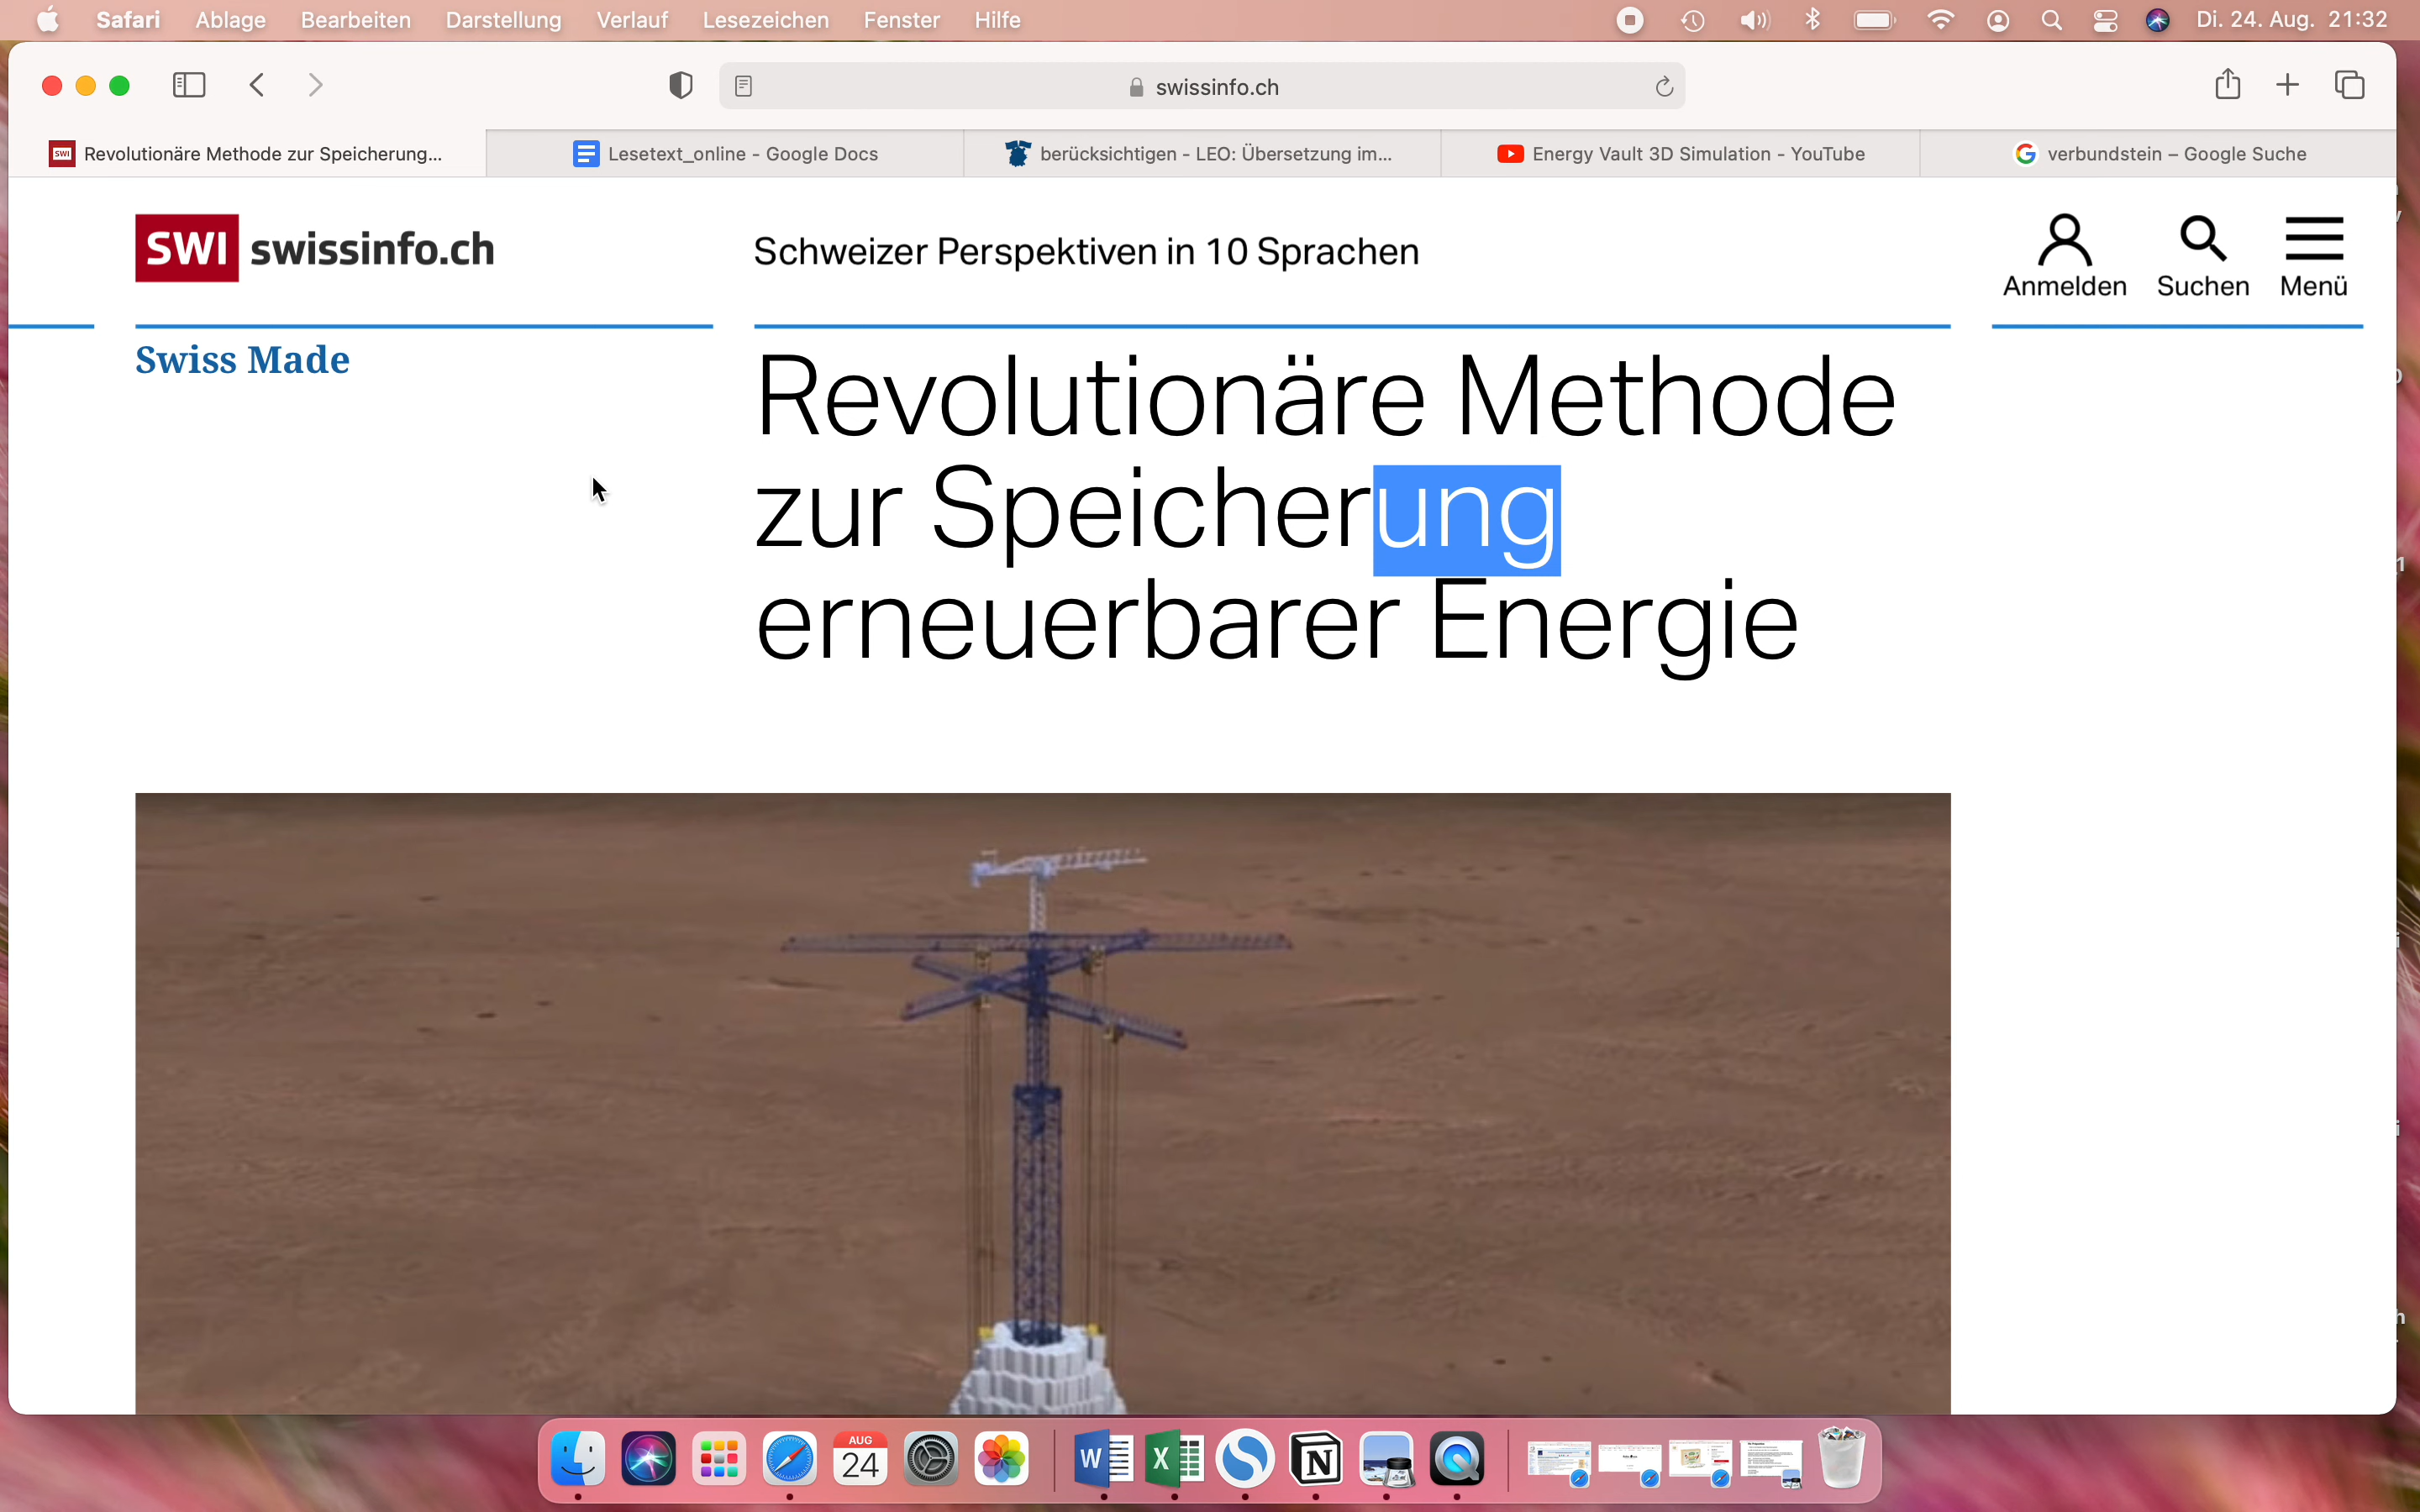 Safari Ablage Bearbeiten Darstellung Verlauf Lesezeichen Fenster Hilfe Di. 24. Aug. 21:32
swissinfo.ch
SWI Revolutionäre Methode zur Speicherung... Lesetext_online - Google Docs berücksichtigen - LEO: Übersetzung im... Energy Vault 3D Simulation - YouTube verbundstein – Google Suche
SWI swissinfo.ch Schweizer Perspektiven in 10 Sprachen
Anmelden Suchen Menü
Swiss Made
Revolutionäre Methode
zur Speicherung
erneuerbarer Energie
AUG
24
W X N